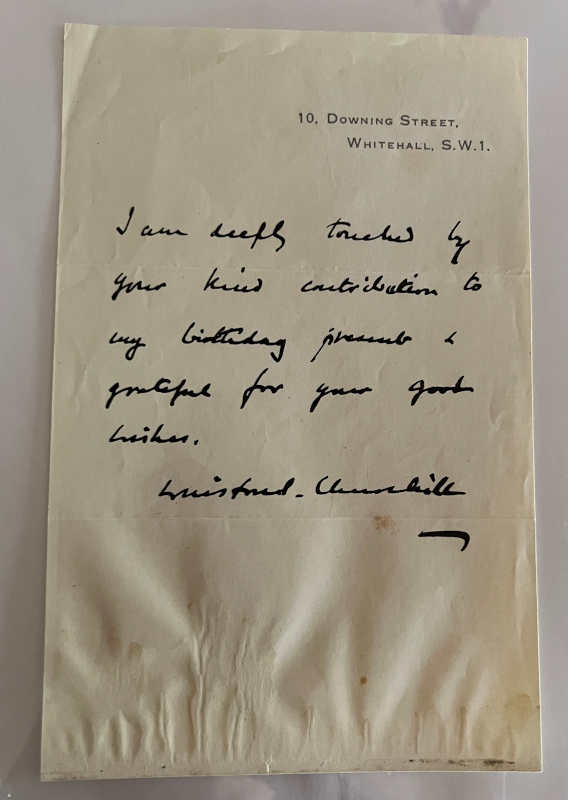 10, DOWNING STREET,
WHITEHALL, S.W.1.
I am deeply touched by
your kind contribution to
my birthday present &
grateful for your good
wishes.
Winston S. Churchill